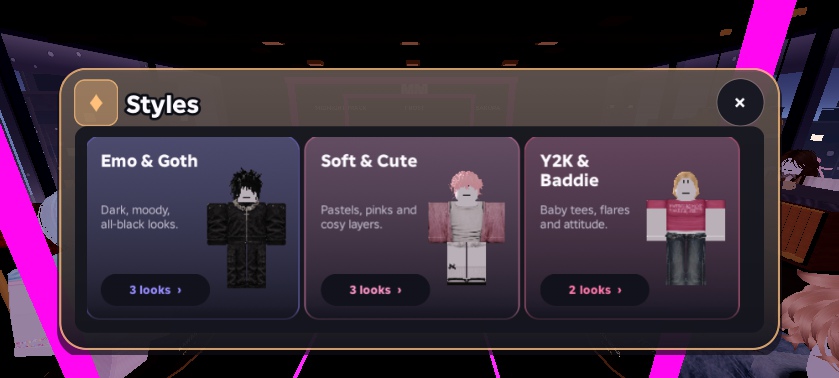 Styles
×
Emo & Goth
Dark, moody,
all-black looks.
3 looks ›
Soft & Cute
Pastels, pinks and
cosy layers.
3 looks ›
Y2K &
Baddie
Baby tees, flares
and attitude.
2 looks ›